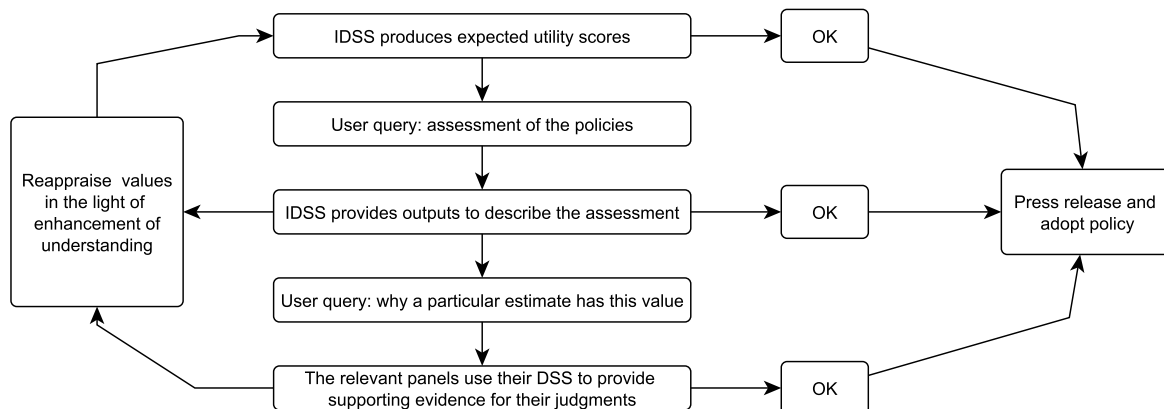 IDSS produces expected utility scores
OK
User query: assessment of the policies
Reappraise values
in the light of
enhancement of
understanding
IDSS provides outputs to describe the assessment
OK
Press release and
adopt policy
User query: why a particular estimate has this value
The relevant panels use their DSS to provide
supporting evidence for their judgments
OK